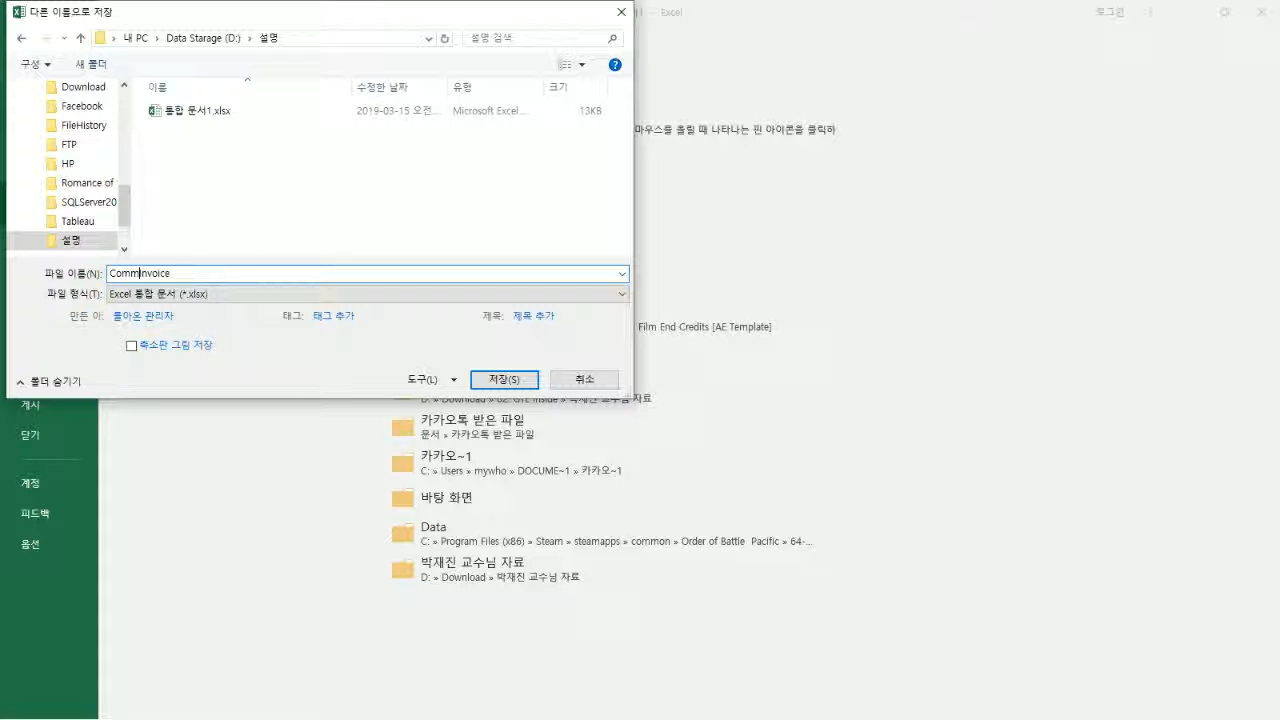 다른 이름으로 저장
Excel
로그인
내 PC › Data Starage (D:) › 설명
설명 검색
구성 새 폴더
이름 수정한 날짜 유형 크기
Download
Facebook
FileHistory
FTP
HP
Romance of
SQLServer20
Tableau
설명
통합 문서1.xlsx 2019-03-15 오전... Microsoft Excel ... 13KB
마우스를 올릴 때 나타나는 핀 아이콘을 클릭하
파일 이름(N): CommInvoice
파일 형식(T): Excel 통합 문서 (*.xlsx)
만든 이: 돌아온 관리자 태그: 태그 추가 제목: 제목 추가
Film End Credits [AE Template]
축소판 그림 저장
폴더 숨기기 도구(L) 저장(S) 취소
게시
닫기
계정
피드백
옵션
카카오톡 받은 파일
문서 » 카카오톡 받은 파일
카카오~1
C: » Users » mywho » DOCUME~1 » 카카오~1
바탕 화면
Data
C: » Program Files (x86) » Steam » steamapps » common » Order of Battle Pacific » 64-...
박재진 교수님 자료
D: » Download » 박재진 교수님 자료